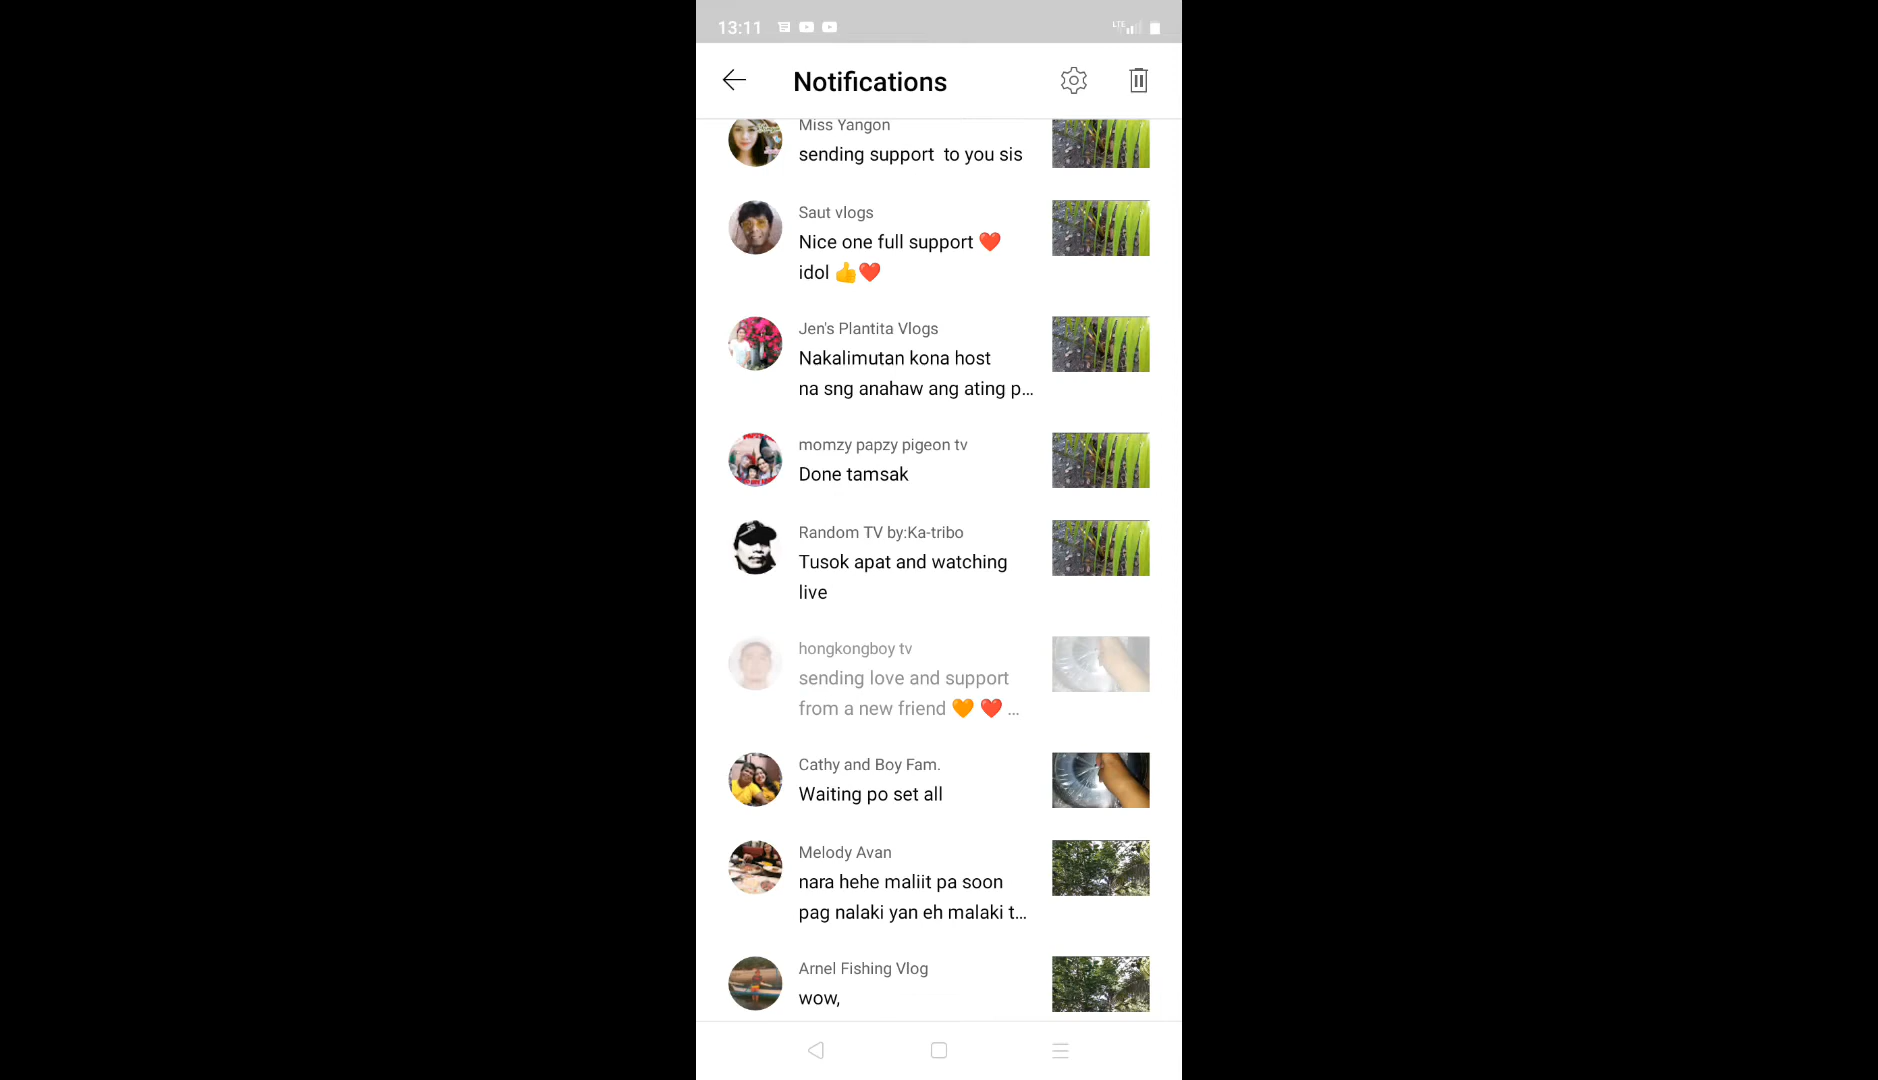 13:11
LTE
Notifications
Miss Yangon
sending support  to you sis
Saut vlogs
Nice one full support ❤️
idol 👍❤️
Jen's Plantita Vlogs
Nakalimutan kona host
na sng anahaw ang ating p...
momzy papzy pigeon tv
Done tamsak
Random TV by:Ka-tribo
Tusok apat and watching
live
hongkongboy tv
sending love and support
from a new friend 🧡 ❤️ ...
Cathy and Boy Fam.
Waiting po set all
Melody Avan
nara hehe maliit pa soon
pag nalaki yan eh malaki t...
Arnel Fishing Vlog
wow,